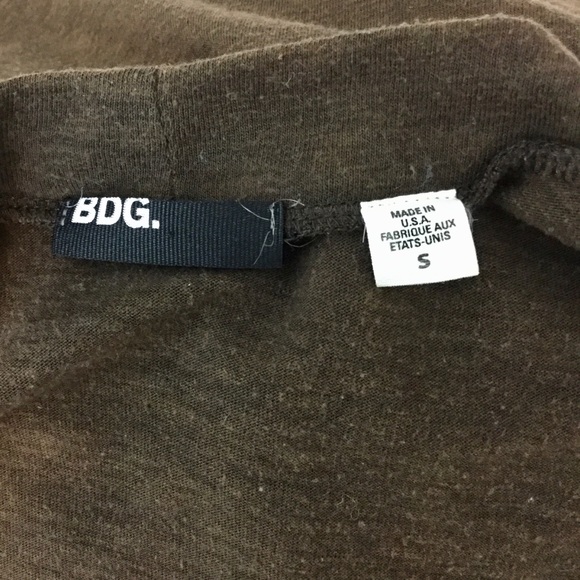 BDG.
MADE IN
U.S.A.
FABRIQUE AUX
ETATS-UNIS
S